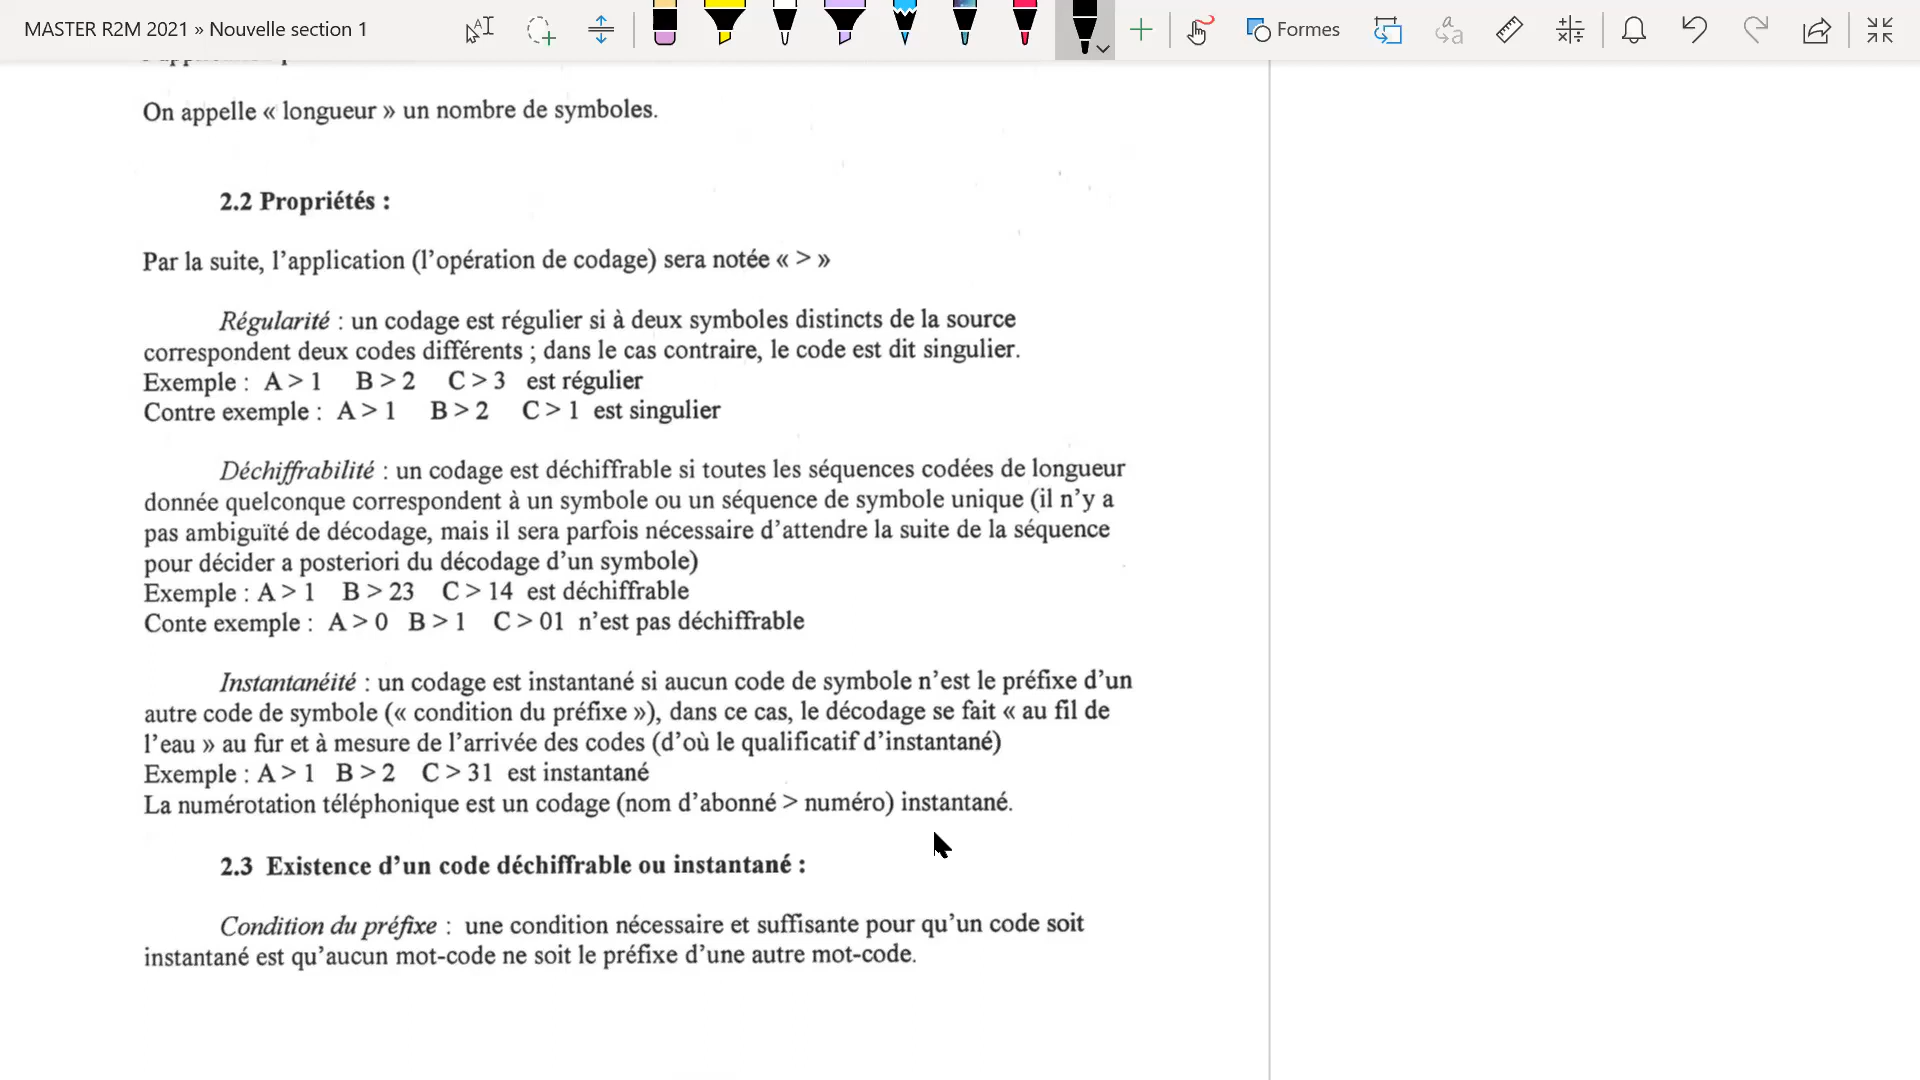 MASTER R2M 2021 » Nouvelle section 1
Formes
On appelle « longueur » un nombre de symboles.
2.2 Propriétés :
Par la suite, l'application (l'opération de codage) sera notée « > »
Régularité : un codage est régulier si à deux symboles distincts de la source
correspondent deux codes différents ; dans le cas contraire, le code est dit singulier.
Exemple : A > 1 B > 2 C > 3 est régulier
Contre exemple : A > 1 B > 2 C > 1 est singulier
Déchiffrabilité : un codage est déchiffrable si toutes les séquences codées de longueur
donnée quelconque correspondent à un symbole ou un séquence de symbole unique (il n'y a
pas ambiguïté de décodage, mais il sera parfois nécessaire d'attendre la suite de la séquence
pour décider a posteriori du décodage d'un symbole)
Exemple : A > 1 B > 23 C > 14 est déchiffrable
Conte exemple : A > 0 B > 1 C > 01 n'est pas déchiffrable
Instantanéité : un codage est instantané si aucun code de symbole n'est le préfixe d'un
autre code de symbole (« condition du préfixe »), dans ce cas, le décodage se fait « au fil de
l'eau » au fur et à mesure de l'arrivée des codes (d'où le qualificatif d'instantané)
Exemple : A > 1 B > 2 C > 31 est instantané
La numérotation téléphonique est un codage (nom d'abonné > numéro) instantané.
2.3 Existence d'un code déchiffrable ou instantané :
Condition du préfixe : une condition nécessaire et suffisante pour qu'un code soit
instantané est qu'aucun mot-code ne soit le préfixe d'une autre mot-code.